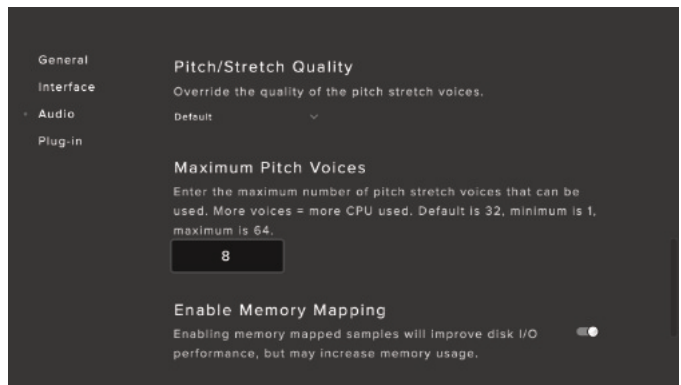 General
Interface
Audio
Plug-in
Pitch/Stretch Quality
Override the quality of the pitch stretch voices.
Default
Maximum Pitch Voices
Enter the maximum number of pitch stretch voices that can be
used. More voices = more CPU used. Default is 32, minimum is 1,
maximum is 64.
8
Enable Memory Mapping
Enabling memory mapped samples will improve disk I/O
performance, but may increase memory usage.